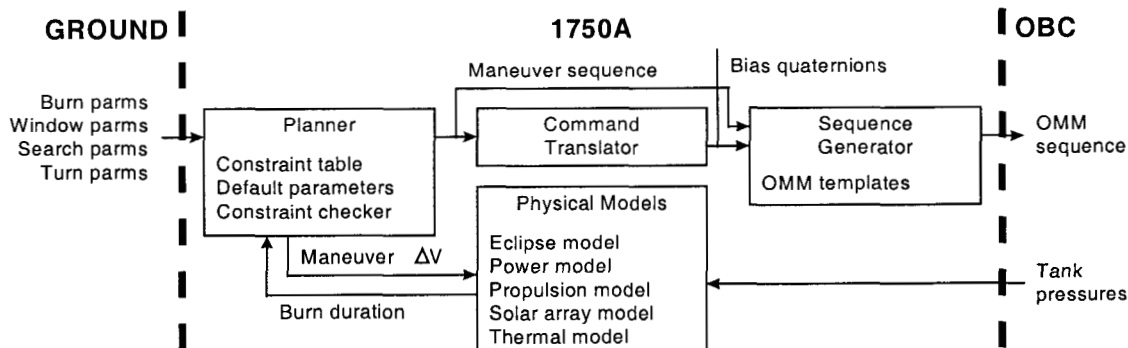 GROUND
1750A
OBC
Maneuver sequence
Bias quaternions
Burn parms
Window parms
Search parms
Turn parms
Planner
Constraint table
Default parameters
Constraint checker
Command
Translator
Sequence
Generator
OMM templates
OMM
sequence
Maneuver ΔV
Burn duration
Physical Models
Eclipse model
Power model
Propulsion model
Solar array model
Thermal model
Tank
pressures